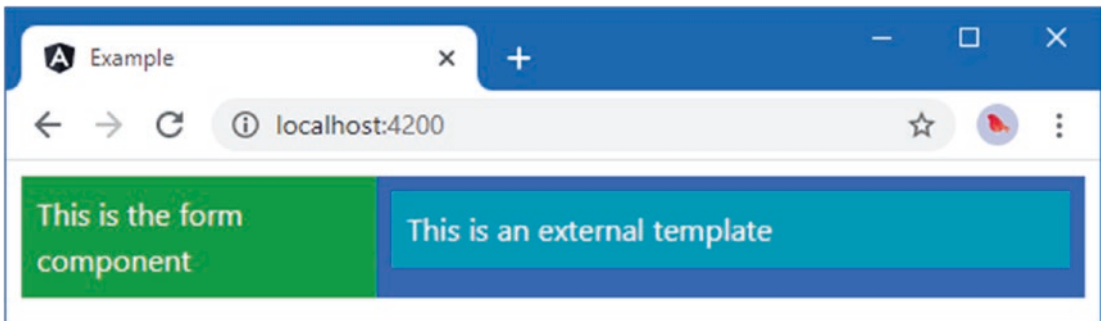 Example
localhost:4200
This is the form
component
This is an external template